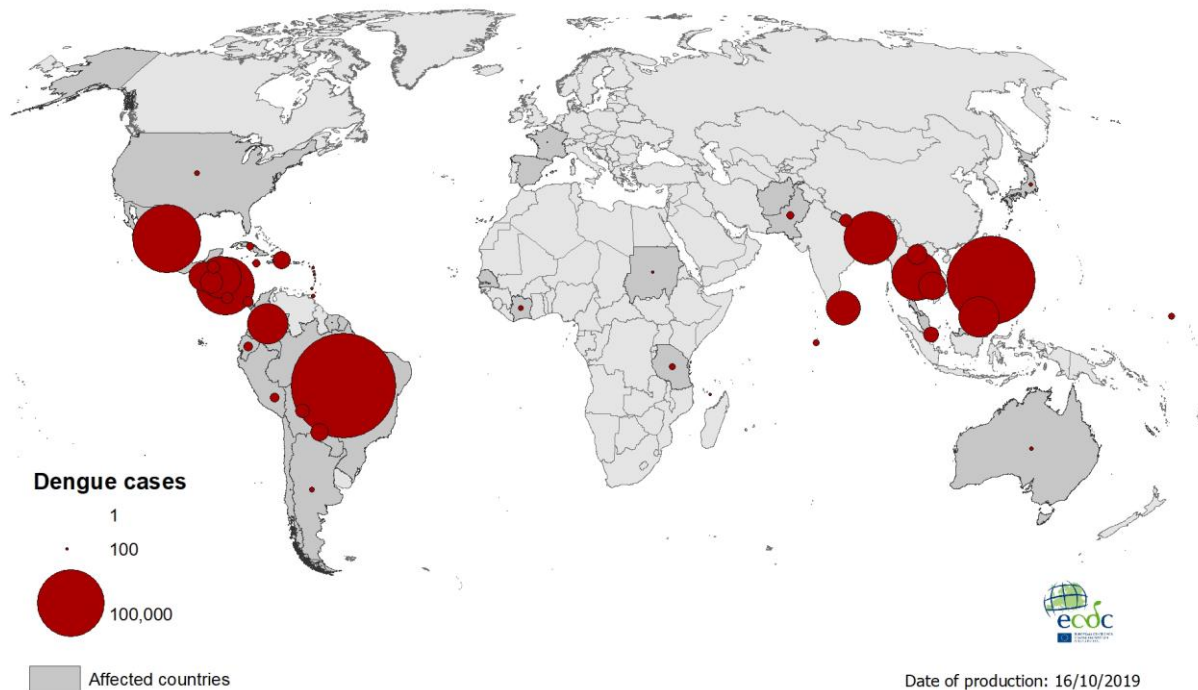 Dengue cases
1
100
100,000
Affected countries
ecdc
Date of production: 16/10/2019